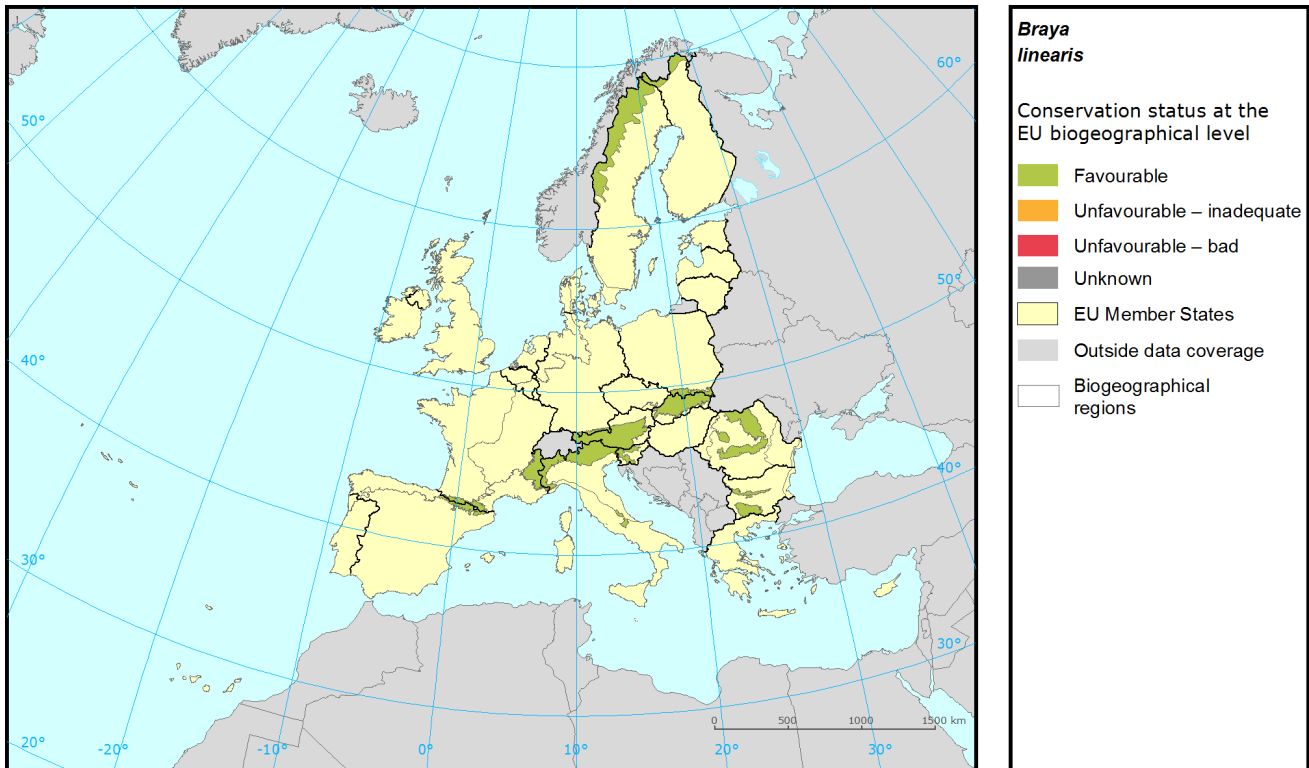 Braya
linearis
Conservation status at the
EU biogeographical level
Favourable
Unfavourable – inadequate
Unfavourable – bad
Unknown
EU Member States
Outside data coverage
Biogeographical
regions
60°
50°
50°
40°
40°
30°
30°
0 500 1000 1500 km
20° -20° -10° 0° 10° 20° 30°